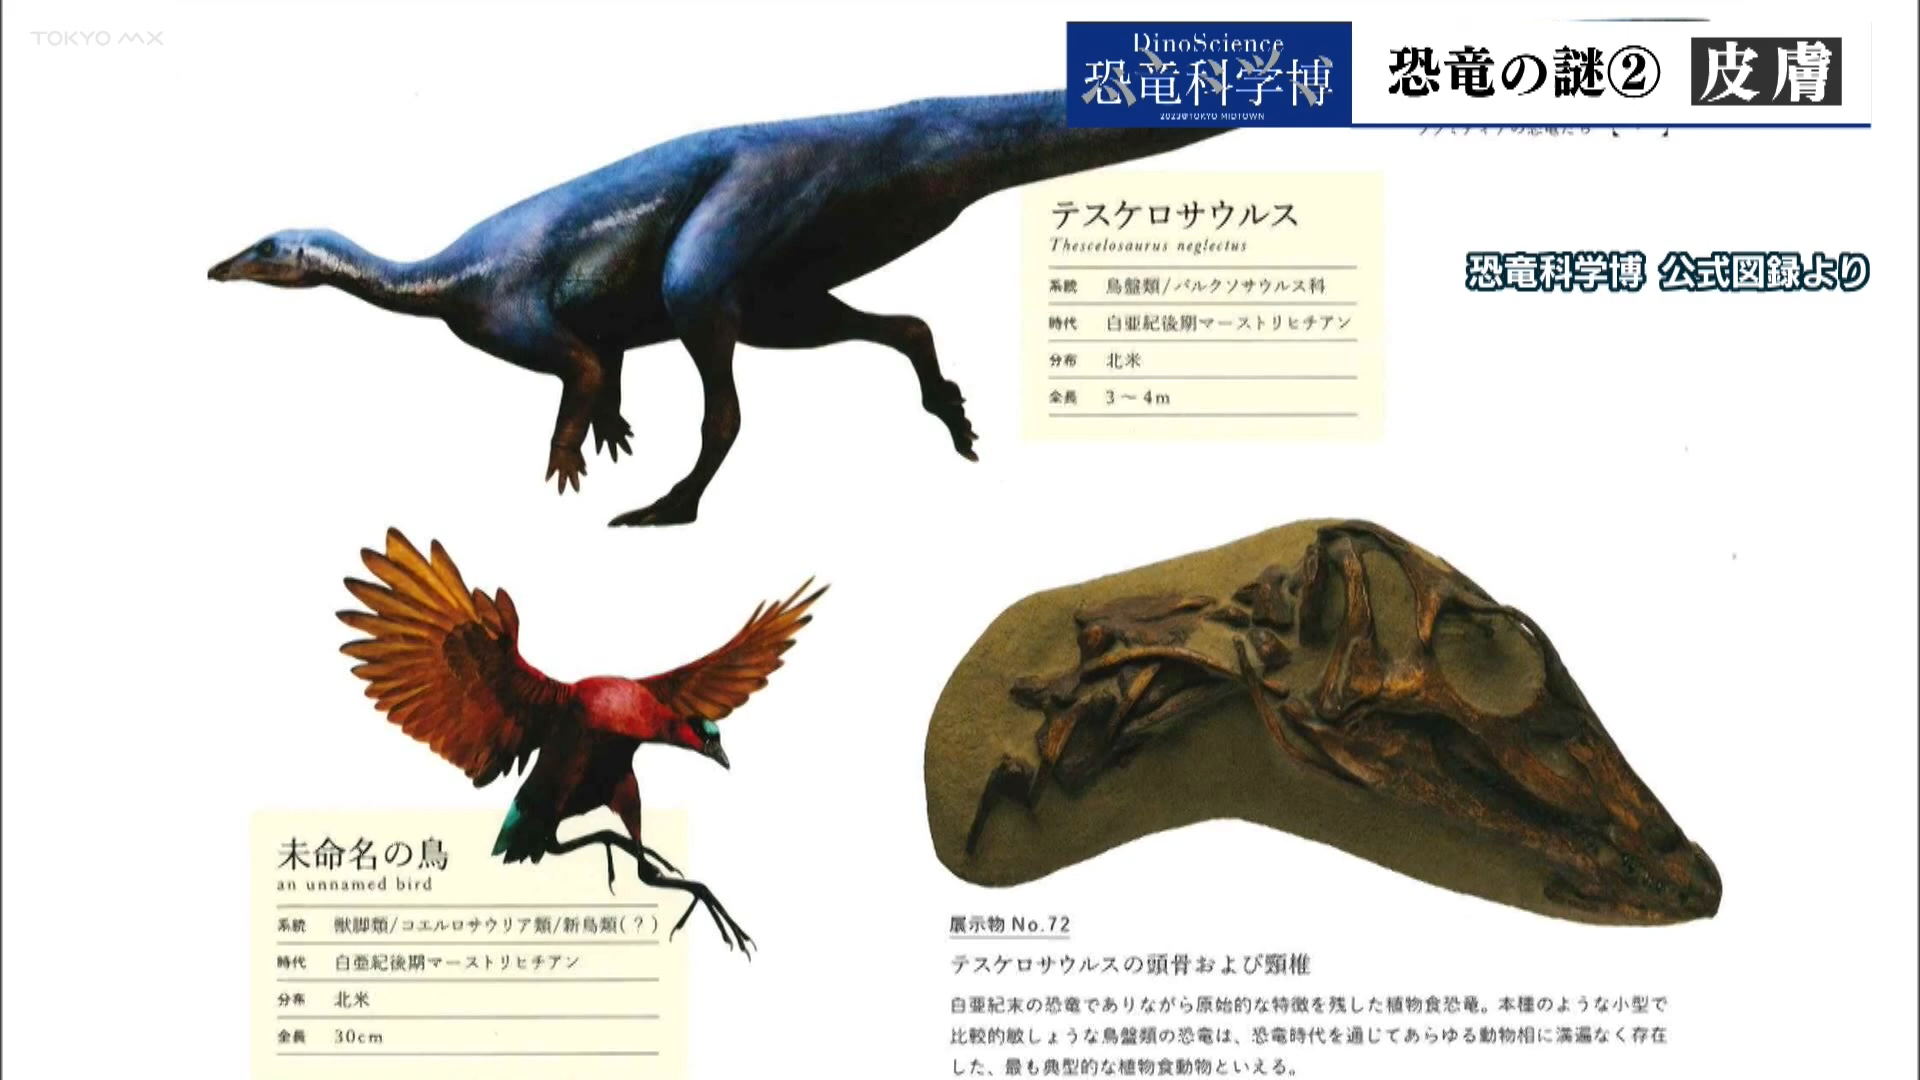 TOKYO MX
DinoScience
恐竜科学博
2023@TOKYO MIDTOWN
恐竜の謎② 皮膚
恐竜科学博 公式図録より
テスケロサウルス
Thescelosaurus neglectus
系統 鳥盤類/パルクソサウルス科
時代 白亜紀後期マーストリヒチアン
分布 北米
全長 3～4m
未命名の鳥
an unnamed bird
系統 獣脚類/コエルロサウリア類/新鳥類(?)
時代 白亜紀後期マーストリヒチアン
分布 北米
全長 30cm
展示物 No.72
テスケロサウルスの頭骨および頸椎
白亜紀末の恐竜でありながら原始的な特徴を残した植物食恐竜。本種のような小型で
比較的敏しょうな鳥盤類の恐竜は、恐竜時代を通じてあらゆる動物相に満遍なく存在
した、最も典型的な植物食動物といえる。